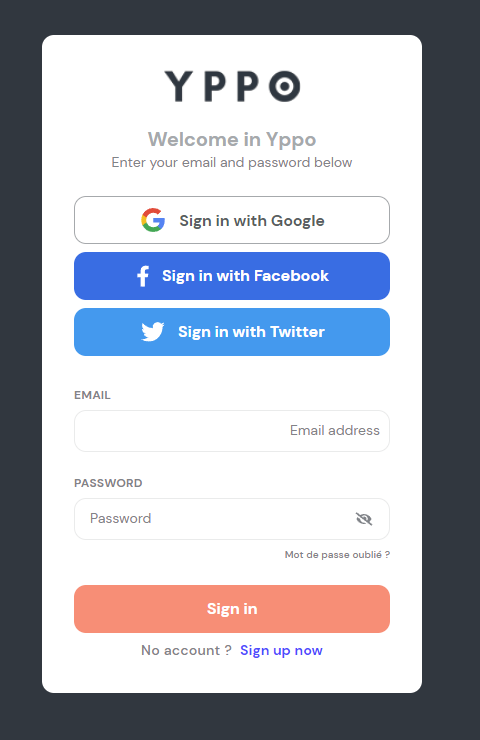 YPPO
Welcome in Yppo
Enter your email and password below
Sign in with Google
Sign in with Facebook
Sign in with Twitter
EMAIL
Email address
PASSWORD
Password
Mot de passe oublié ?
Sign in
No account ? Sign up now